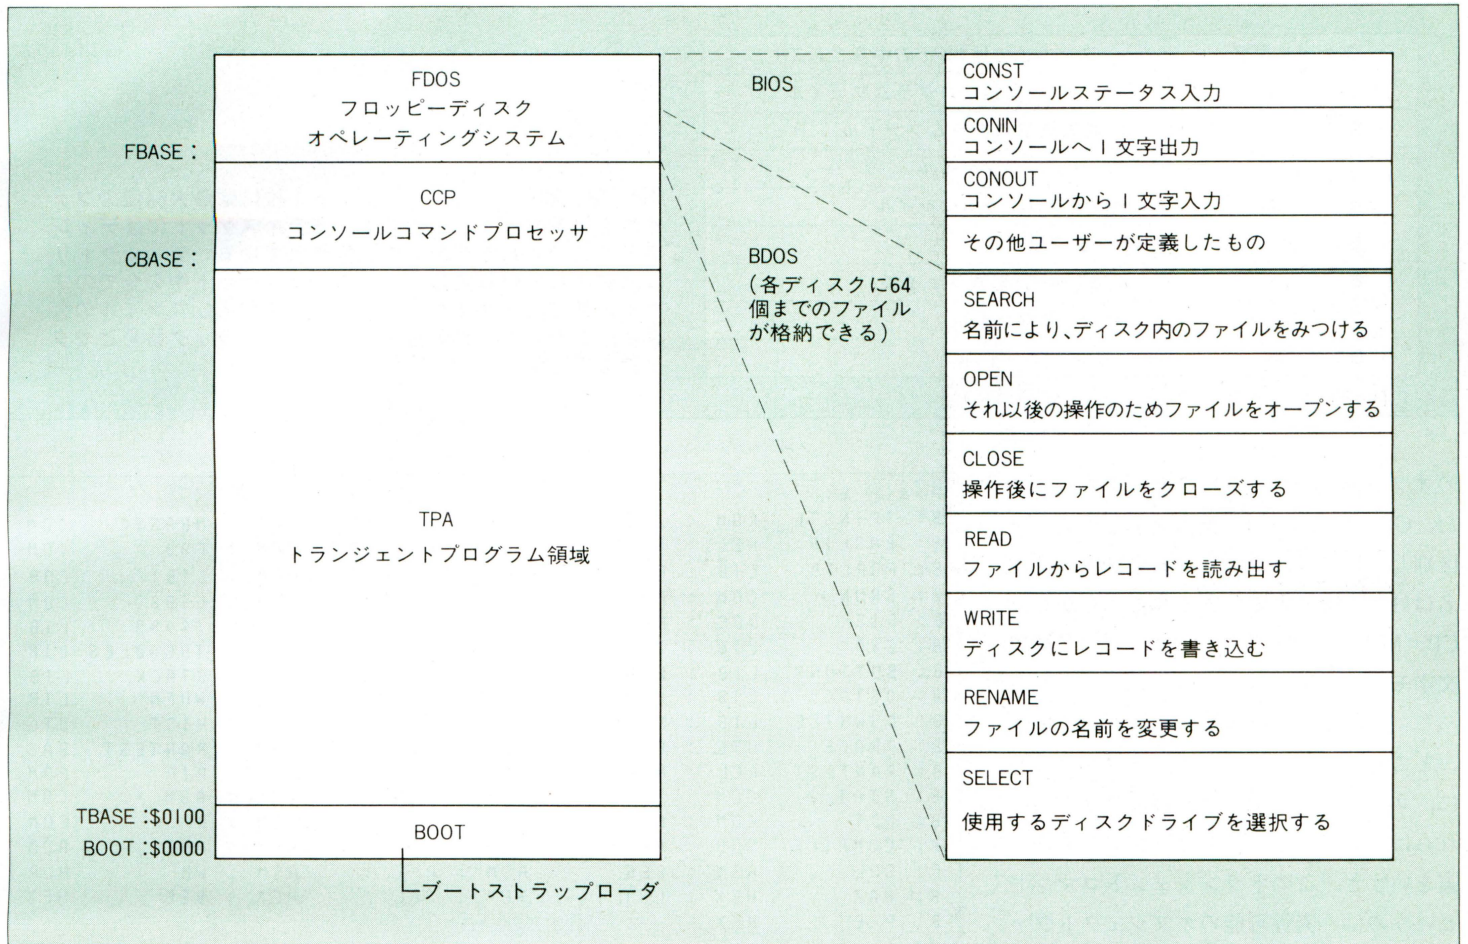 FDOS
フロッピーディスク
オペレーティングシステム
FBASE：
CCP
コンソールコマンドプロセッサ
CBASE：
TPA
トランジェントプログラム領域
TBASE：$0100
BOOT：$0000
BOOT
ブートストラップローダ
BIOS
BDOS
（各ディスクに64
個までのファイル
が格納できる）
CONST
コンソールステータス入力
CONIN
コンソールへ1文字出力
CONOUT
コンソールから1文字入力
その他ユーザーが定義したもの
SEARCH
名前により、ディスク内のファイルをみつける
OPEN
それ以後の操作のためファイルをオープンする
CLOSE
操作後にファイルをクローズする
READ
ファイルからレコードを読み出す
WRITE
ディスクにレコードを書き込む
RENAME
ファイルの名前を変更する
SELECT
使用するディスクドライブを選択する